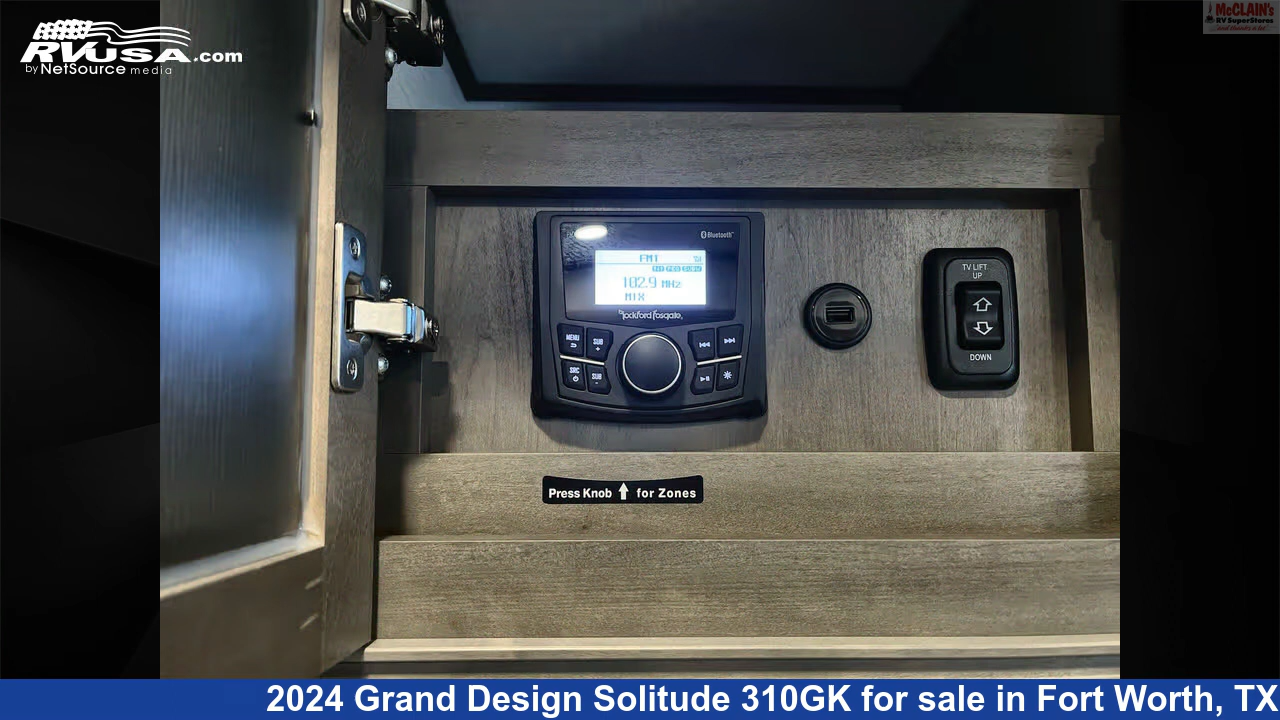 RVUSA.com
by NetSource media
McCLAIN's
RV SuperStores
Bluetooth
FM1
102.9 MHz
MIX
Rockford Fosgate
MENU
SUB
+
SRC
SUB
-
TV LIFT
UP
DOWN
Press Knob ↑ for Zones
2024 Grand Design Solitude 310GK for sale in Fort Worth, TX